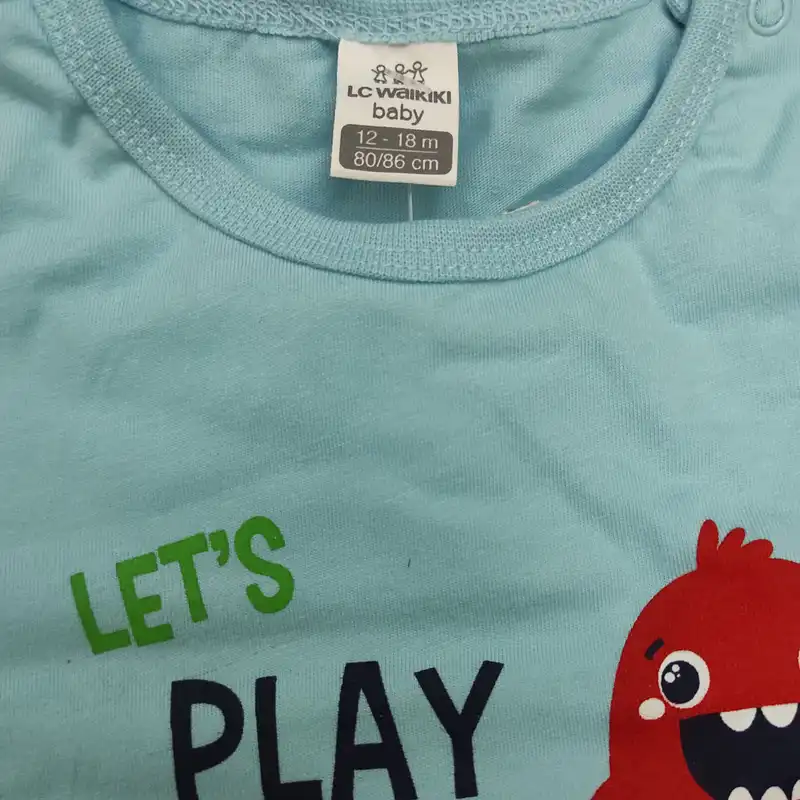 LC WAIKIKI
baby
12 - 18 m
80/86 cm
LET'S
PLAY